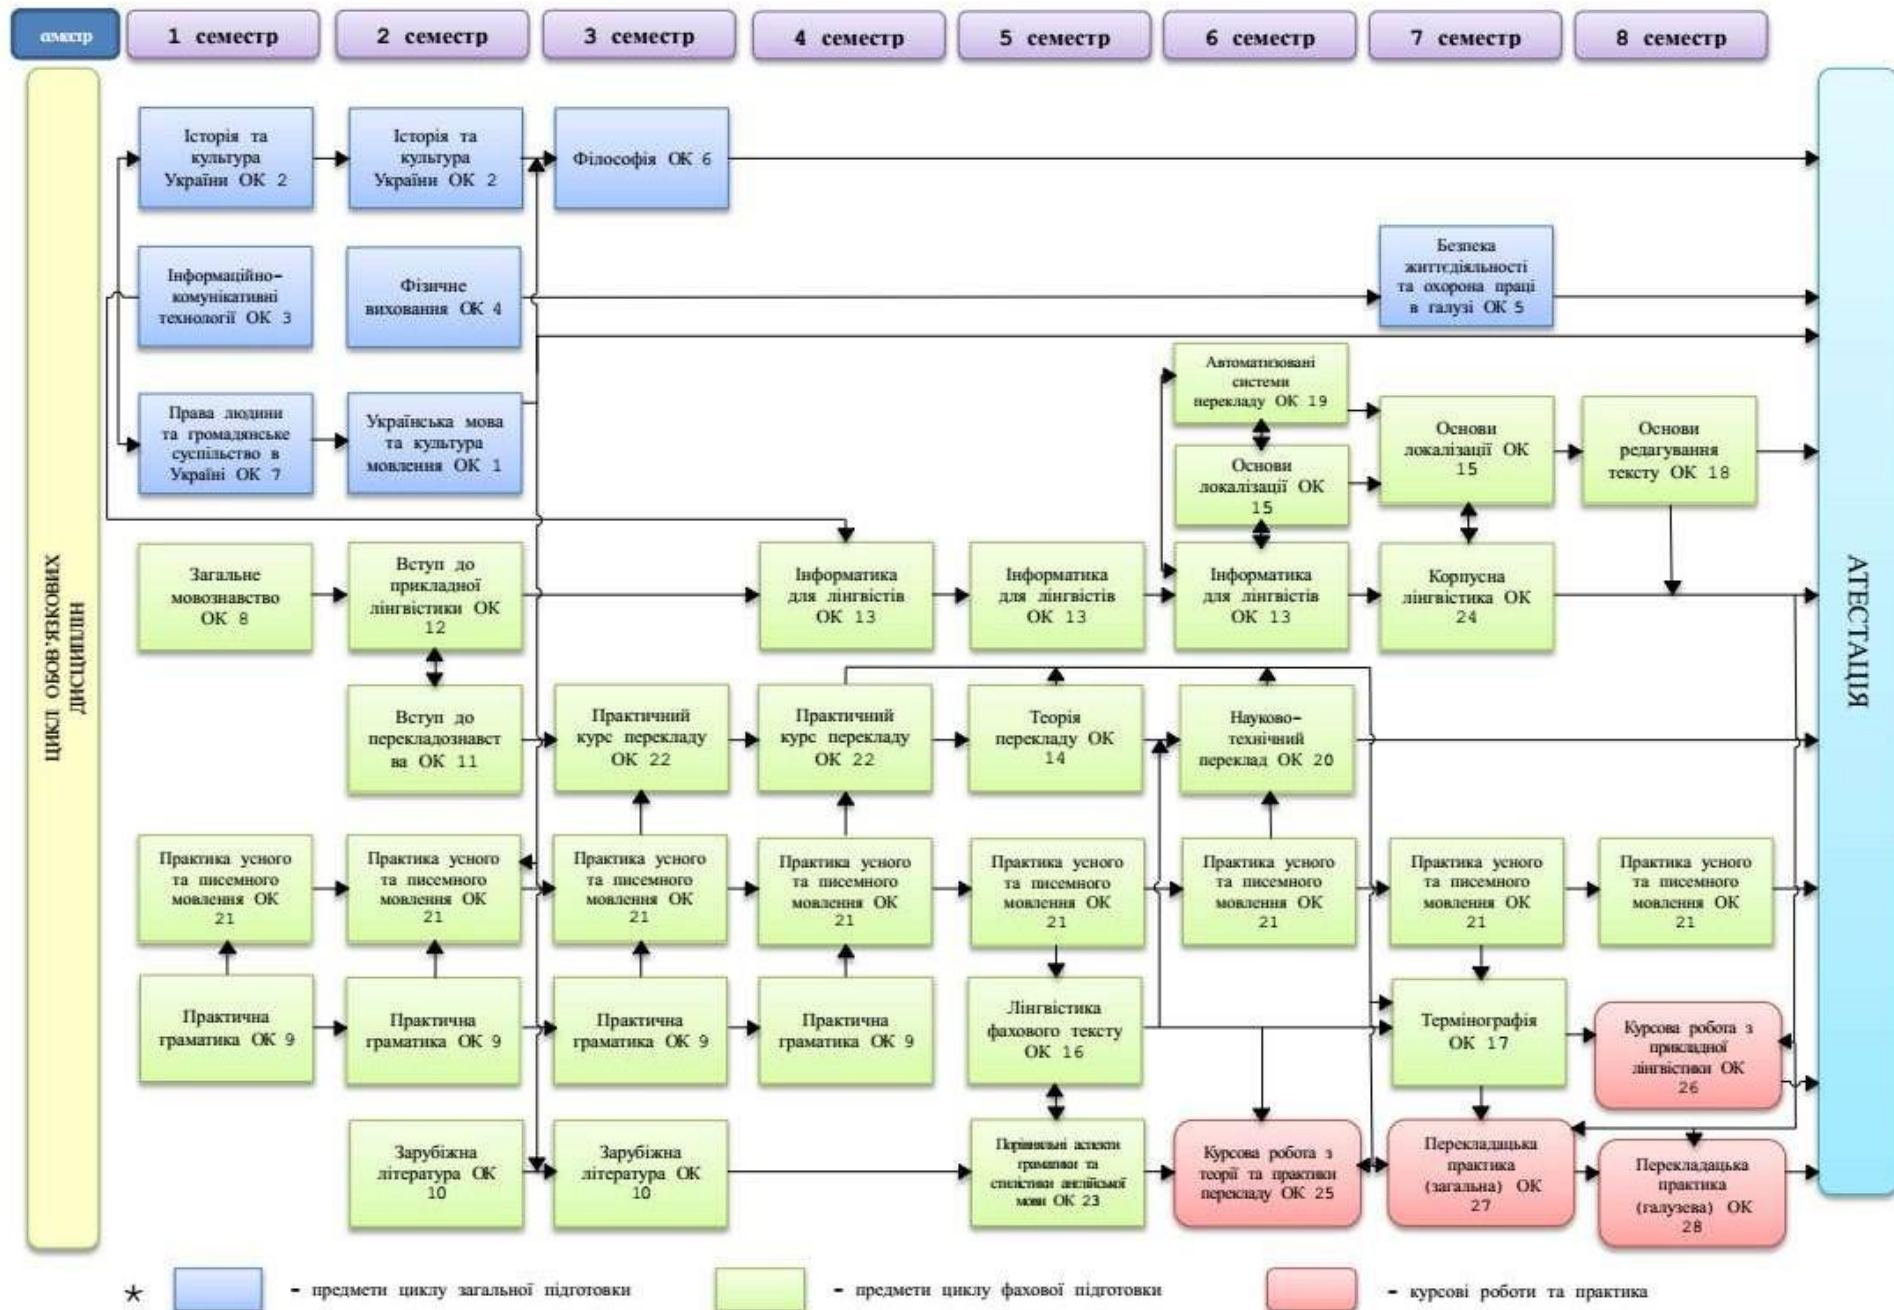 семестр
1 семестр
2 семестр
3 семестр
4 семестр
5 семестр
6 семестр
7 семестр
8 семестр
ЦИКЛ ОБОВ'ЯЗКОВИХ
ДИСЦИПЛІН
Історія та
культура
України ОК 2
Історія та
культура
України ОК 2
Філософія ОК 6
Інформаційно-
комунікативні
технології ОК 3
Фізичне
виховання ОК 4
Безпека
життєдіяльності
та охорона праці
в галузі ОК 5
Права людини
та громадянське
суспільство в
Україні ОК 7
Українська мова
та культура
мовлення ОК 1
Автоматизовані
системи
перекладу ОК 19
Основи
локалізації ОК
15
Основи
локалізації ОК
15
Основи
редагування
тексту ОК 18
Загальне
мовознавство
ОК 8
Вступ до
прикладної
лінгвістики ОК
12
Інформатика
для лінгвістів
ОК 13
Інформатика
для лінгвістів
ОК 13
Інформатика
для лінгвістів
ОК 13
Корпусна
лінгвістика ОК
24
Вступ до
перекладознавст
ва ОК 11
Практичний
курс перекладу
ОК 22
Практичний
курс перекладу
ОК 22
Теорія
перекладу ОК
14
Науково-
технічний
переклад ОК 20
Практика усного
та писемного
мовлення ОК
21
Практика усного
та писемного
мовлення ОК
21
Практика усного
та писемного
мовлення ОК
21
Практика усного
та писемного
мовлення ОК
21
Практика усного
та писемного
мовлення ОК
21
Практика усного
та писемного
мовлення ОК
21
Практика усного
та писемного
мовлення ОК
21
Практика усного
та писемного
мовлення ОК
21
Практична
граматика ОК 9
Практична
граматика ОК 9
Практична
граматика ОК 9
Практична
граматика ОК 9
Лінгвістика
фахового тексту
ОК 16
Термінографія
ОК 17
Курсова робота з
прикладної
лінгвістики ОК
26
Зарубіжна
література ОК
10
Зарубіжна
література ОК
10
Порівняльні аспекти
граматики та
стилістики англійської
мови ОК 23
Курсова робота з
теорії та практики
перекладу ОК 25
Перекладацька
практика
(загальна) ОК
27
Перекладацька
практика
(галузева) ОК
28
АТЕСТАЦІЯ
*
- предмети циклу загальної підготовки
- предмети циклу фахової підготовки
- курсові роботи та практика